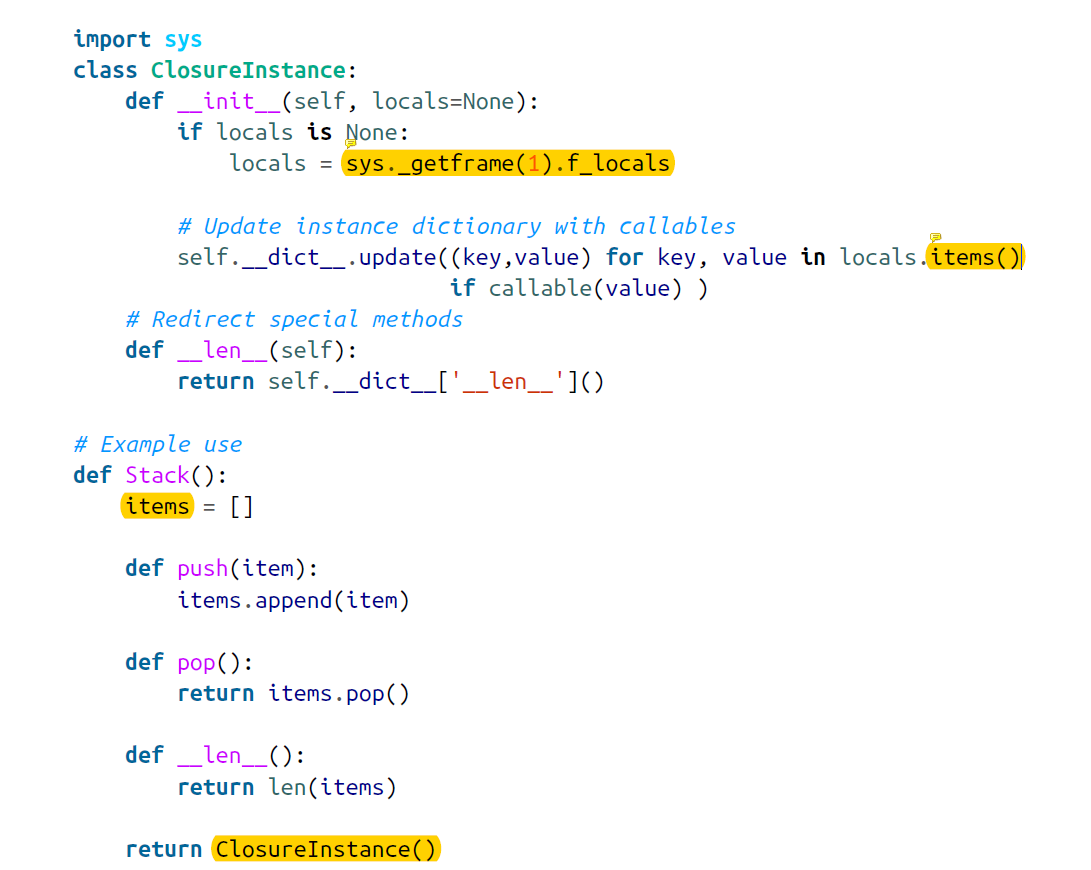 import sys
class ClosureInstance:
    def __init__(self, locals=None):
        if locals is None:
            locals = sys._getframe(1).f_locals

        # Update instance dictionary with callables
        self.__dict__.update((key,value) for key, value in locals.items()
                             if callable(value) )
    # Redirect special methods
    def __len__(self):
        return self.__dict__['__len__']()

# Example use
def Stack():
    items = []

    def push(item):
        items.append(item)

    def pop():
        return items.pop()

    def __len__():
        return len(items)

    return ClosureInstance()